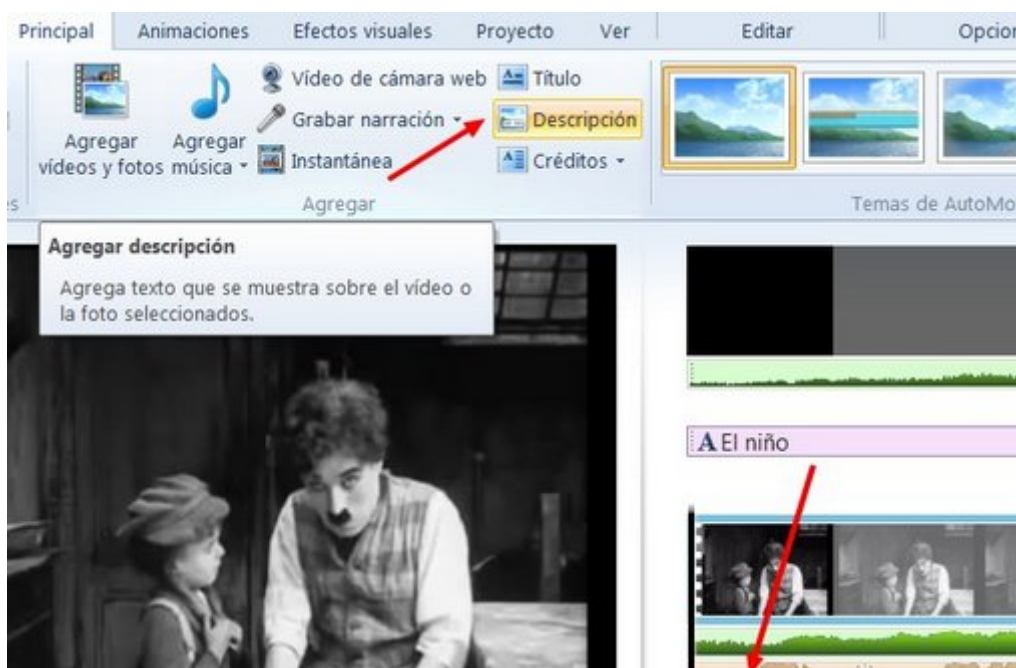 Principal Animaciones Efectos visuales Proyecto Ver Editar Opcion
Vídeo de cámara web Título
Grabar narración Descripción
Agregar vídeos y fotos
Agregar música
Instantánea Créditos
Agregar Temas de AutoMo
Agregar descripción
Agrega texto que se muestra sobre el vídeo o
la foto seleccionados.
A El niño